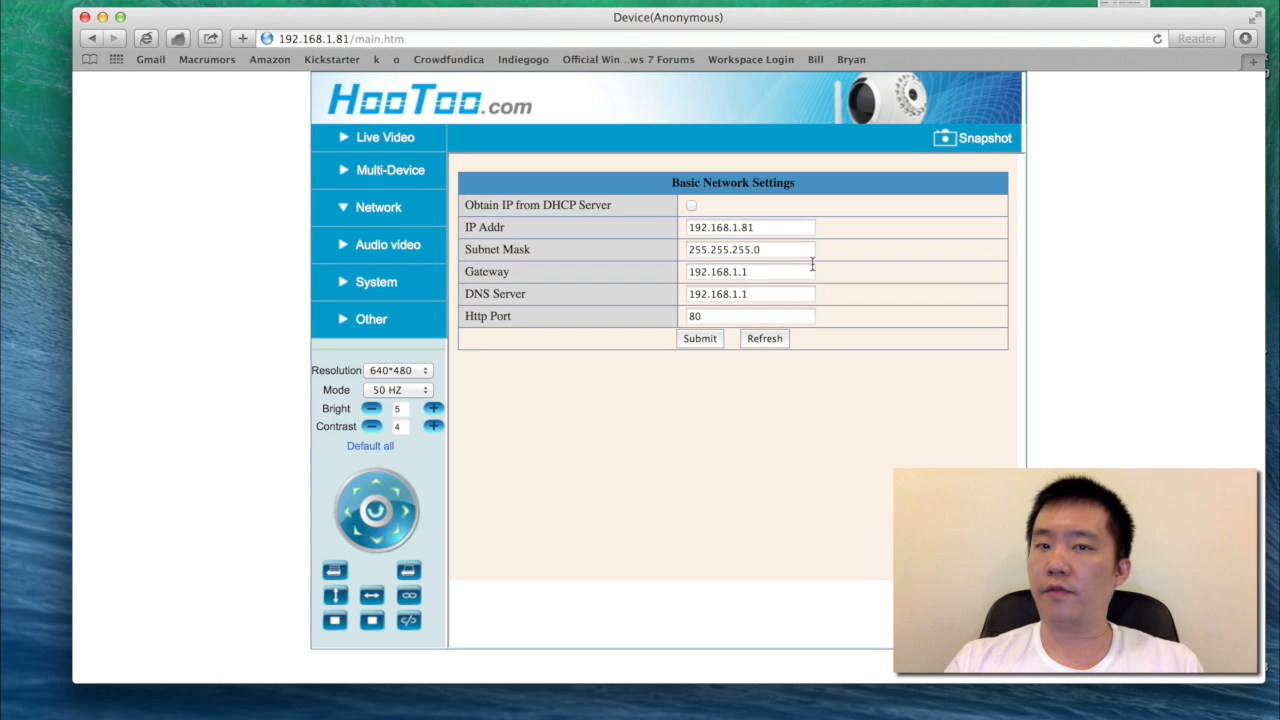 Device(Anonymous)
192.168.1.81/main.htm
Reader
Gmail Macrumors Amazon Kickstarter k o Crowdfundica Indiegogo Official Win...ws 7 Forums Workspace Login Bill Bryan
HooToo.com
Live Video
Snapshot
Multi-Device
Network
Audio video
System
Other
Basic Network Settings
Obtain IP from DHCP Server
IP Addr 192.168.1.81
Subnet Mask 255.255.255.0
Gateway 192.168.1.1
DNS Server 192.168.1.1
Http Port 80
Submit Refresh
Resolution 640*480
Mode 50 HZ
Bright 5
Contrast 4
Default all